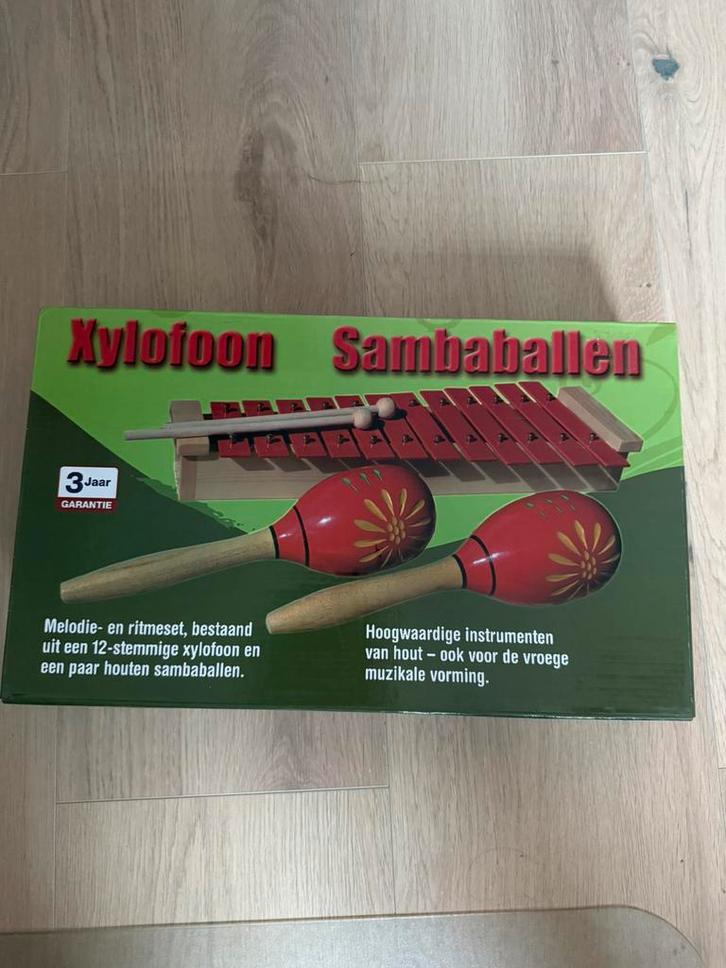 Xylofoon Sambaballen
3 Jaar
GARANTIE
Melodie- en ritmeset, bestaand
uit een 12-stemmige xylofoon en
een paar houten sambaballen.
Hoogwaardige instrumenten
van hout – ook voor de vroege
muzikale vorming.